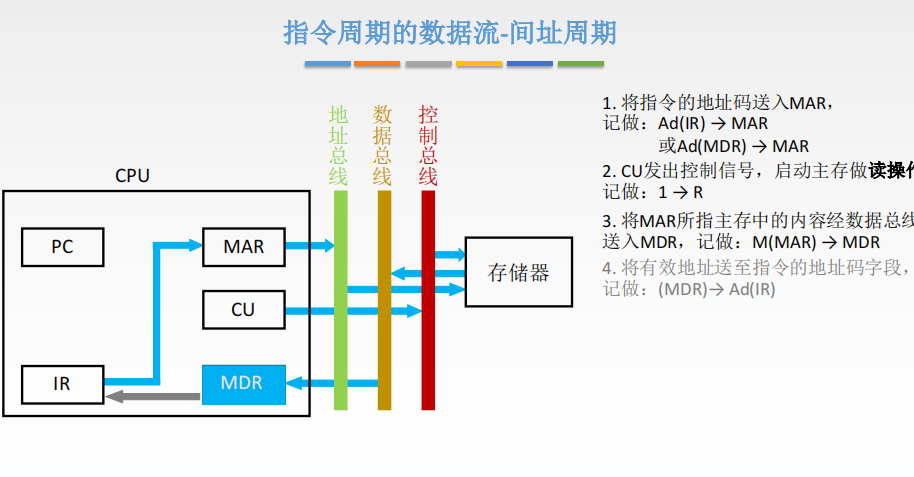 指令周期的数据流-间址周期
地址总线
数据总线
控制总线
CPU
PC
MAR
CU
IR
MDR
存储器
1. 将指令的地址码送入MAR，
记做：Ad(IR) → MAR
或Ad(MDR) → MAR
2. CU发出控制信号，启动主存做读操作
记做：1 → R
3. 将MAR所指主存中的内容经数据总线
送入MDR，记做：M(MAR) → MDR
4. 将有效地址送至指令的地址码字段，
记做：(MDR)→ Ad(IR)